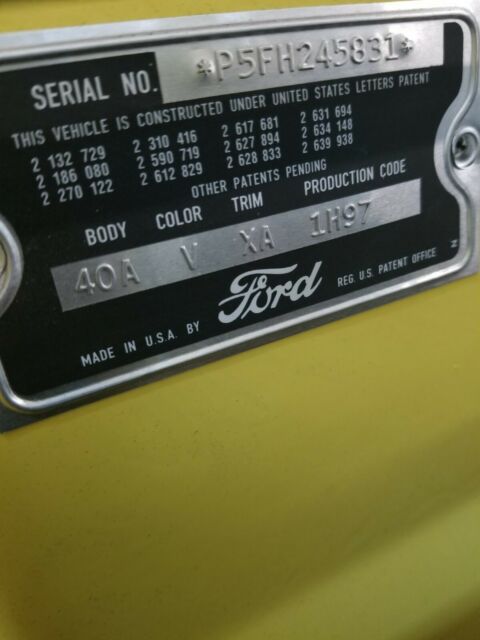 SERIAL NO. *P5FH245831*
THIS VEHICLE IS CONSTRUCTED UNDER UNITED STATES LETTERS PATENT
2 132 729 2 310 416 2 617 681 2 631 694
2 186 080 2 590 719 2 627 894 2 634 148
2 270 122 2 612 829 2 628 833 2 639 938
OTHER PATENTS PENDING
BODY COLOR TRIM PRODUCTION CODE
40A V XA 1H97
MADE IN U.S.A. BY Ford REG. U.S. PATENT OFFICE
N